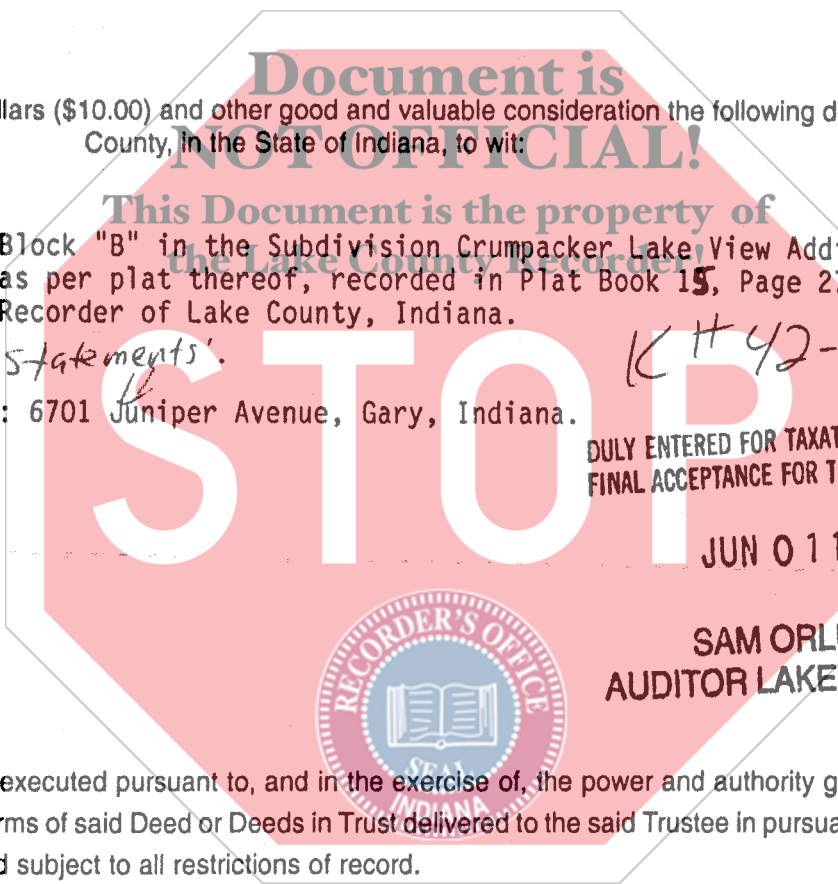 Document is
llars ($10.00) and other good and valuable consideration the following d
NOT OFFICIAL!
County, in the State of Indiana, to wit:
This Document is the property of
Block "B" in the Subdivision Crumpacker Lake View Add
the Lake County Recorder!
as per plat thereof, recorded in Plat Book 15, Page 2
Recorder of Lake County, Indiana.
statements.
KH 42-
: 6701 Juniper Avenue, Gary, Indiana.
STOP
DULY ENTERED FOR TAXAT
FINAL ACCEPTANCE FOR T
JUN 01 1
RECORDER'S OFFICE
SEAL
INDIANA
SAM ORL
AUDITOR LAKE
executed pursuant to, and in the exercise of, the power and authority g
rms of said Deed or Deeds in Trust delivered to the said Trustee in pursua
d subject to all restrictions of record.